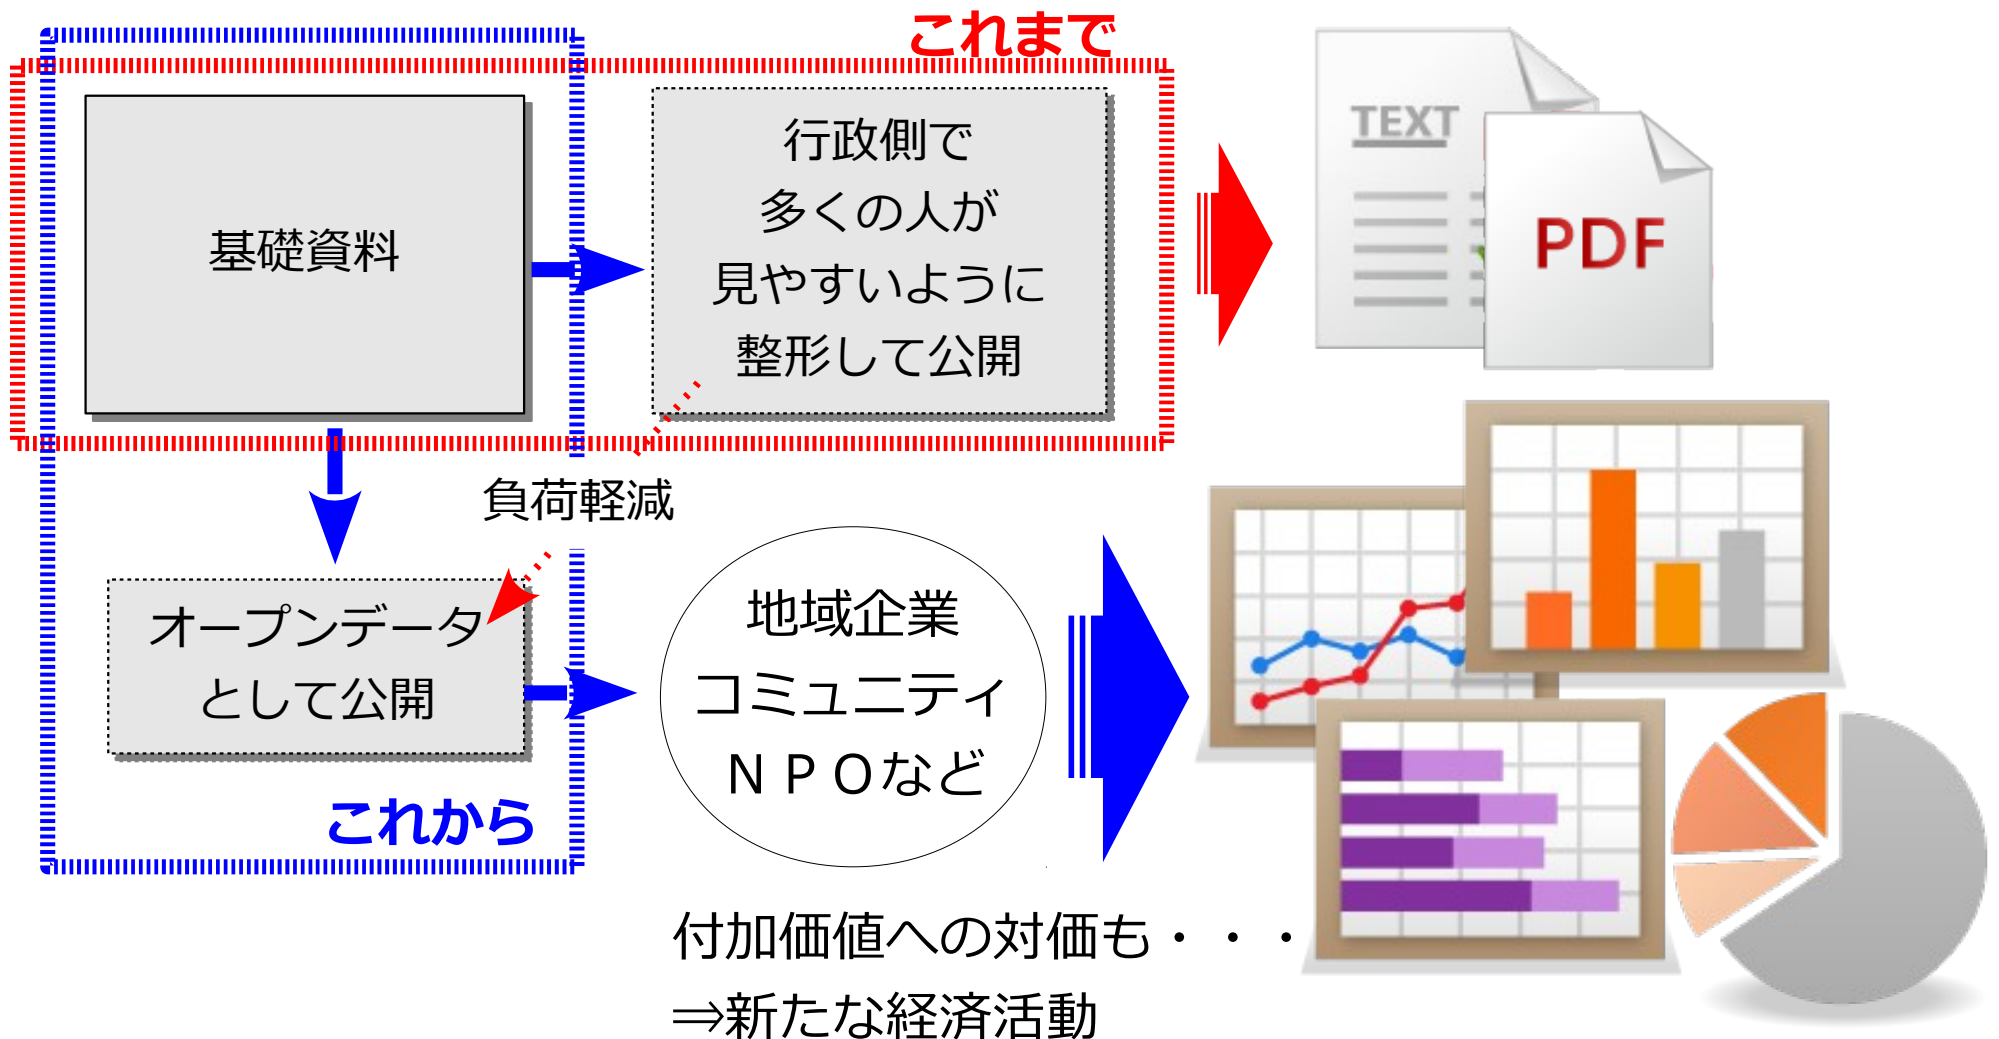 これまで
基礎資料
行政側で
多くの人が
見やすいように
整形して公開
TEXT
PDF
負荷軽減
オープンデータ
として公開
これから
地域企業
コミュニティ
ＮＰＯなど
付加価値への対価も・・・
⇒新たな経済活動